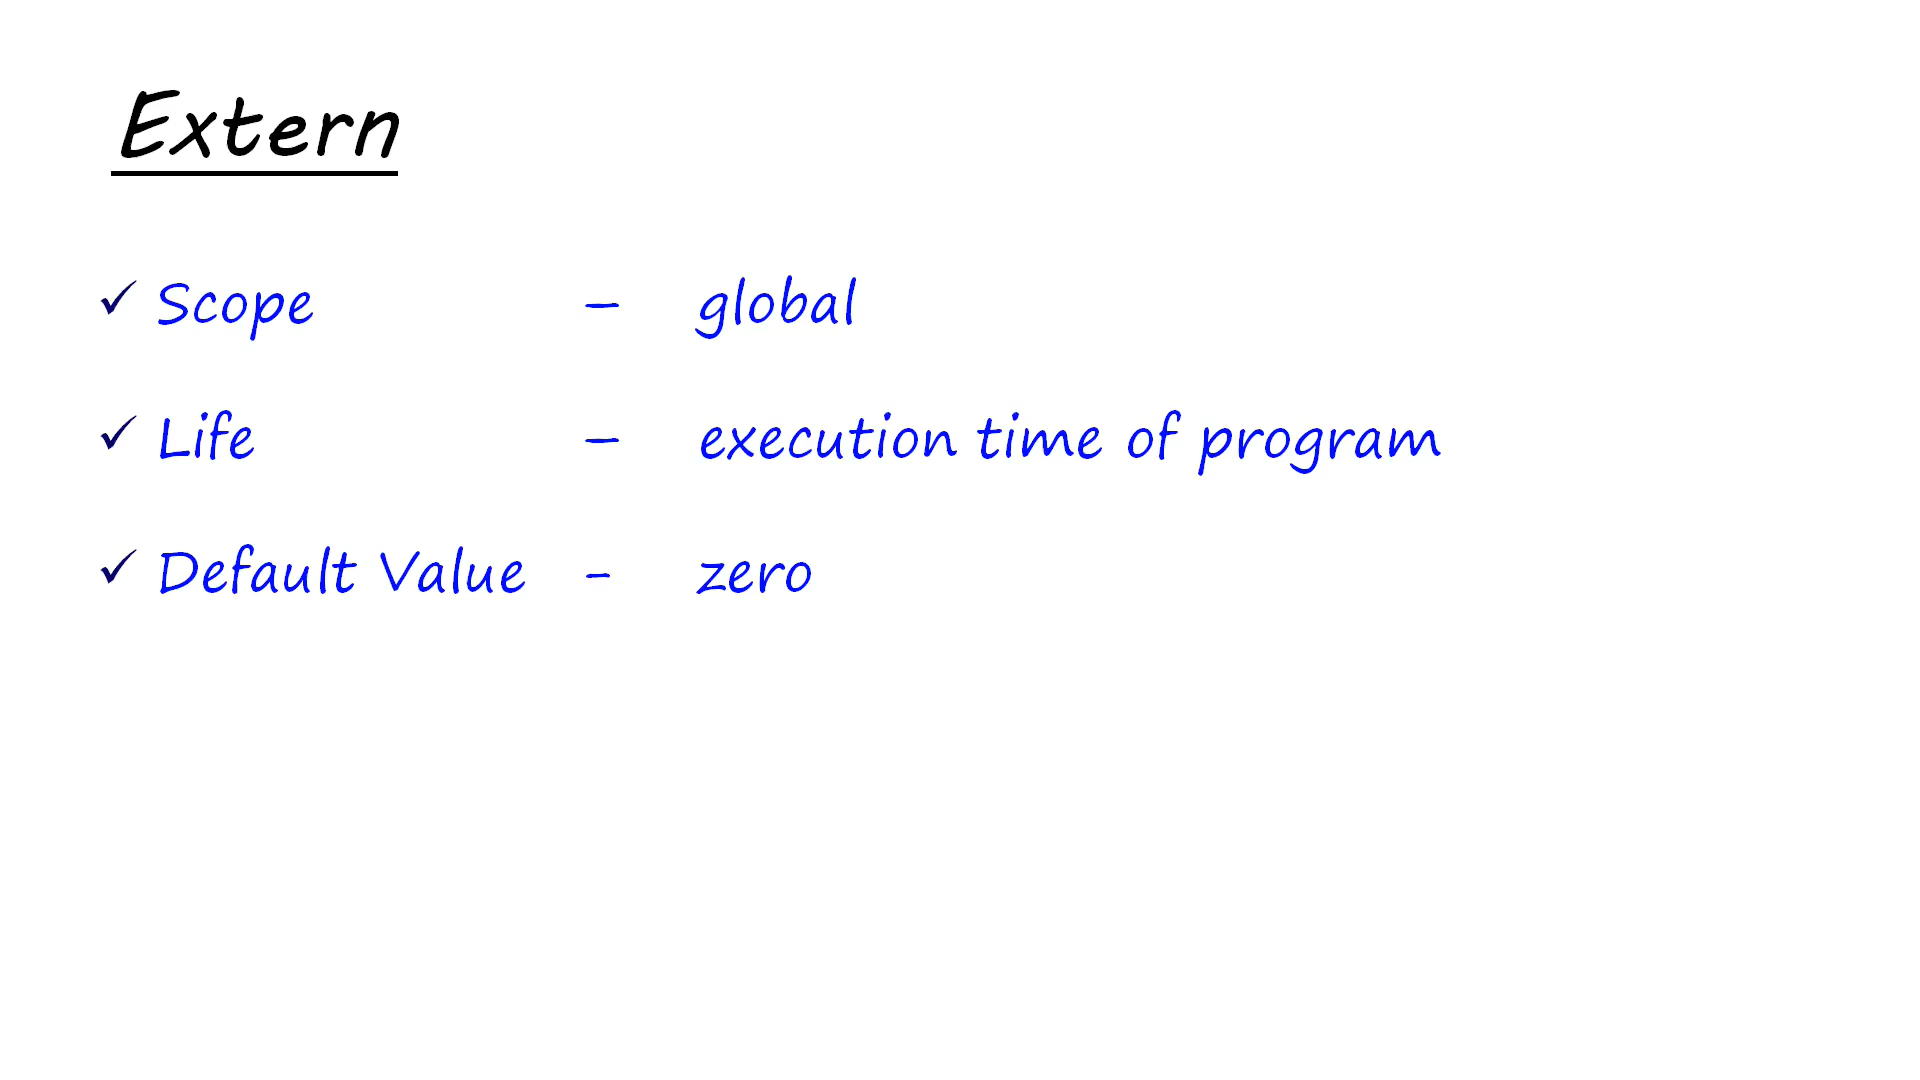 Extern
✓ Scope – global
✓ Life – execution time of program
✓ Default Value - zero